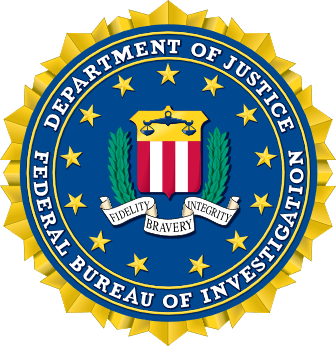 DEPARTMENT OF JUSTICE
FIDELITY
BRAVERY
INTEGRITY
FEDERAL BUREAU OF INVESTIGATION